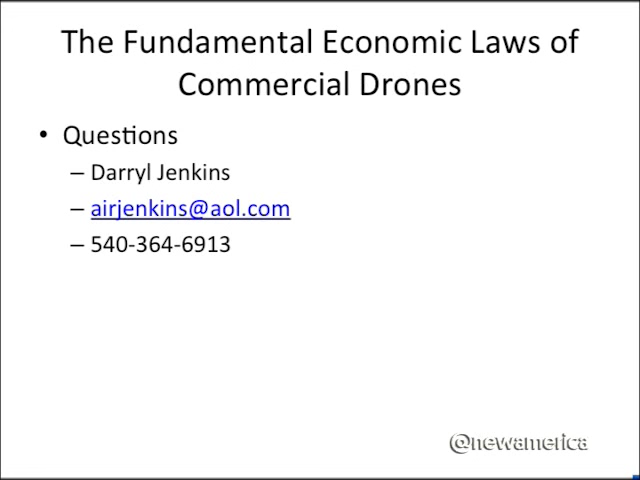 The Fundamental Economic Laws of
Commercial Drones
• Questions
– Darryl Jenkins
– airjenkins@aol.com
– 540-364-6913
@newamerica